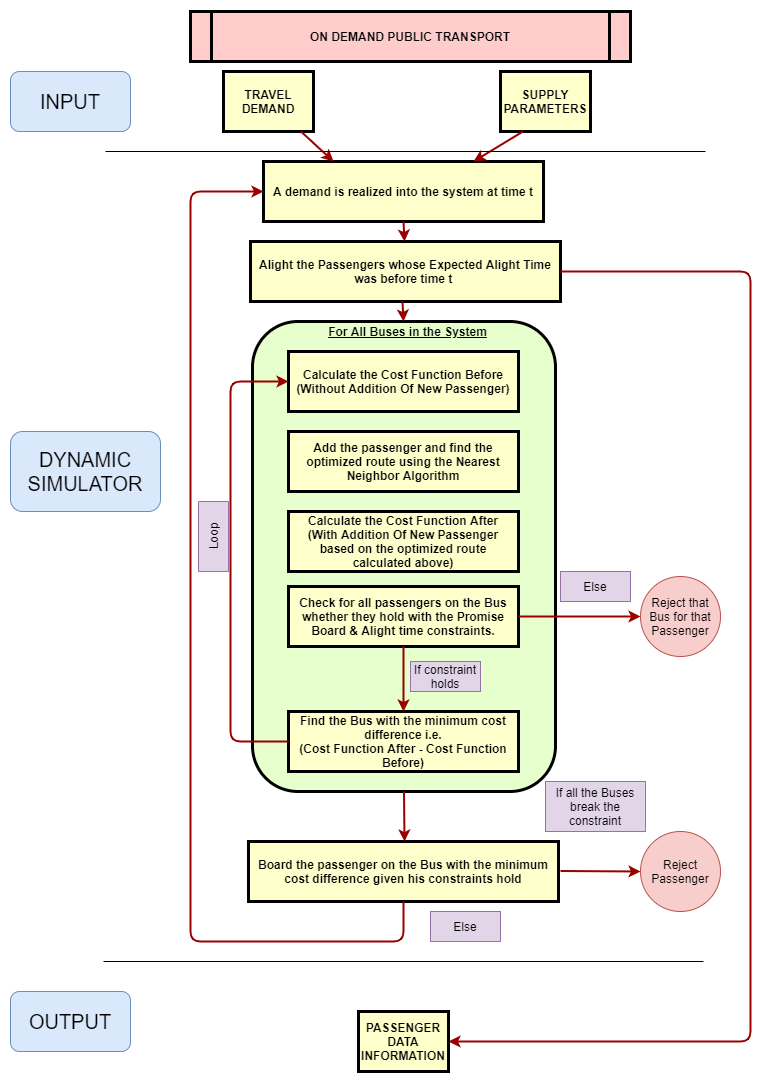 ON DEMAND PUBLIC TRANSPORT
INPUT
TRAVEL
DEMAND
SUPPLY
PARAMETERS
A demand is realized into the system at time t
Alight the Passengers whose Expected Alight Time
was before time t
For All Buses in the System
Calculate the Cost Function Before
(Without Addition Of New Passenger)
DYNAMIC
SIMULATOR
Add the passenger and find the
optimized route using the Nearest
Neighbor Algorithm
Loop
Calculate the Cost Function After
(With Addition Of New Passenger
based on the optimized route
calculated above)
Else
Check for all passengers on the Bus
whether they hold with the Promise
Board & Alight time constraints.
Reject that
Bus for that
Passenger
If constraint
holds
Find the Bus with the minimum cost
difference i.e.
(Cost Function After - Cost Function
Before)
If all the Buses
break the
constraint
Board the passenger on the Bus with the minimum
cost difference given his constraints hold
Reject
Passenger
Else
OUTPUT
PASSENGER
DATA
INFORMATION